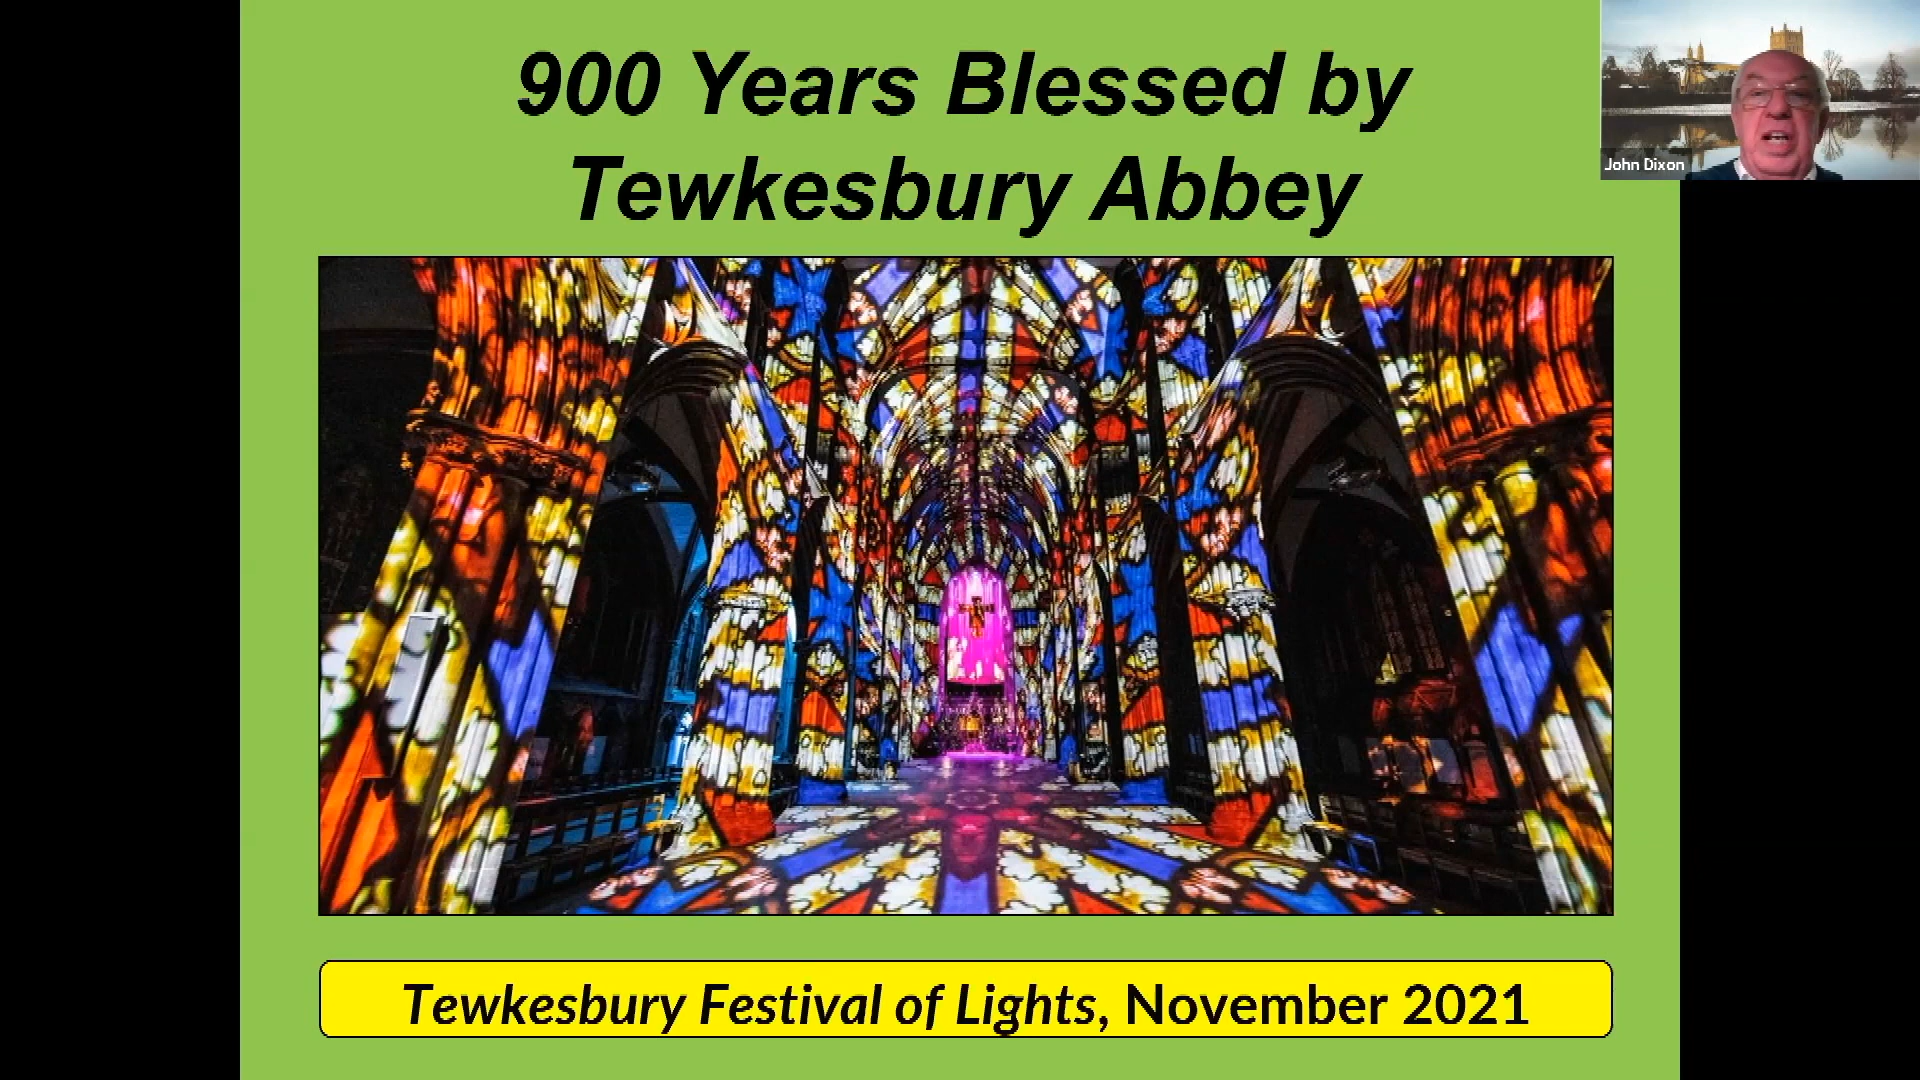 900 Years Blessed by
Tewkesbury Abbey
John Dixon
Tewkesbury Festival of Lights, November 2021